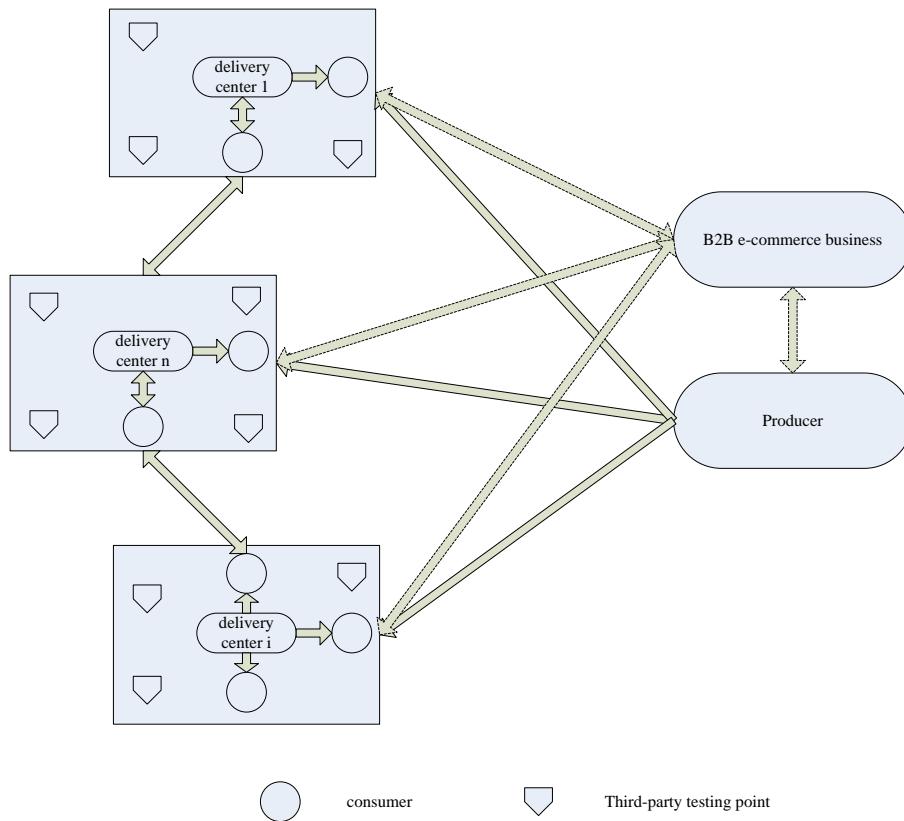 delivery
center 1
B2B e-commerce business
delivery
center n
Producer
delivery
center i
consumer
Third-party testing point